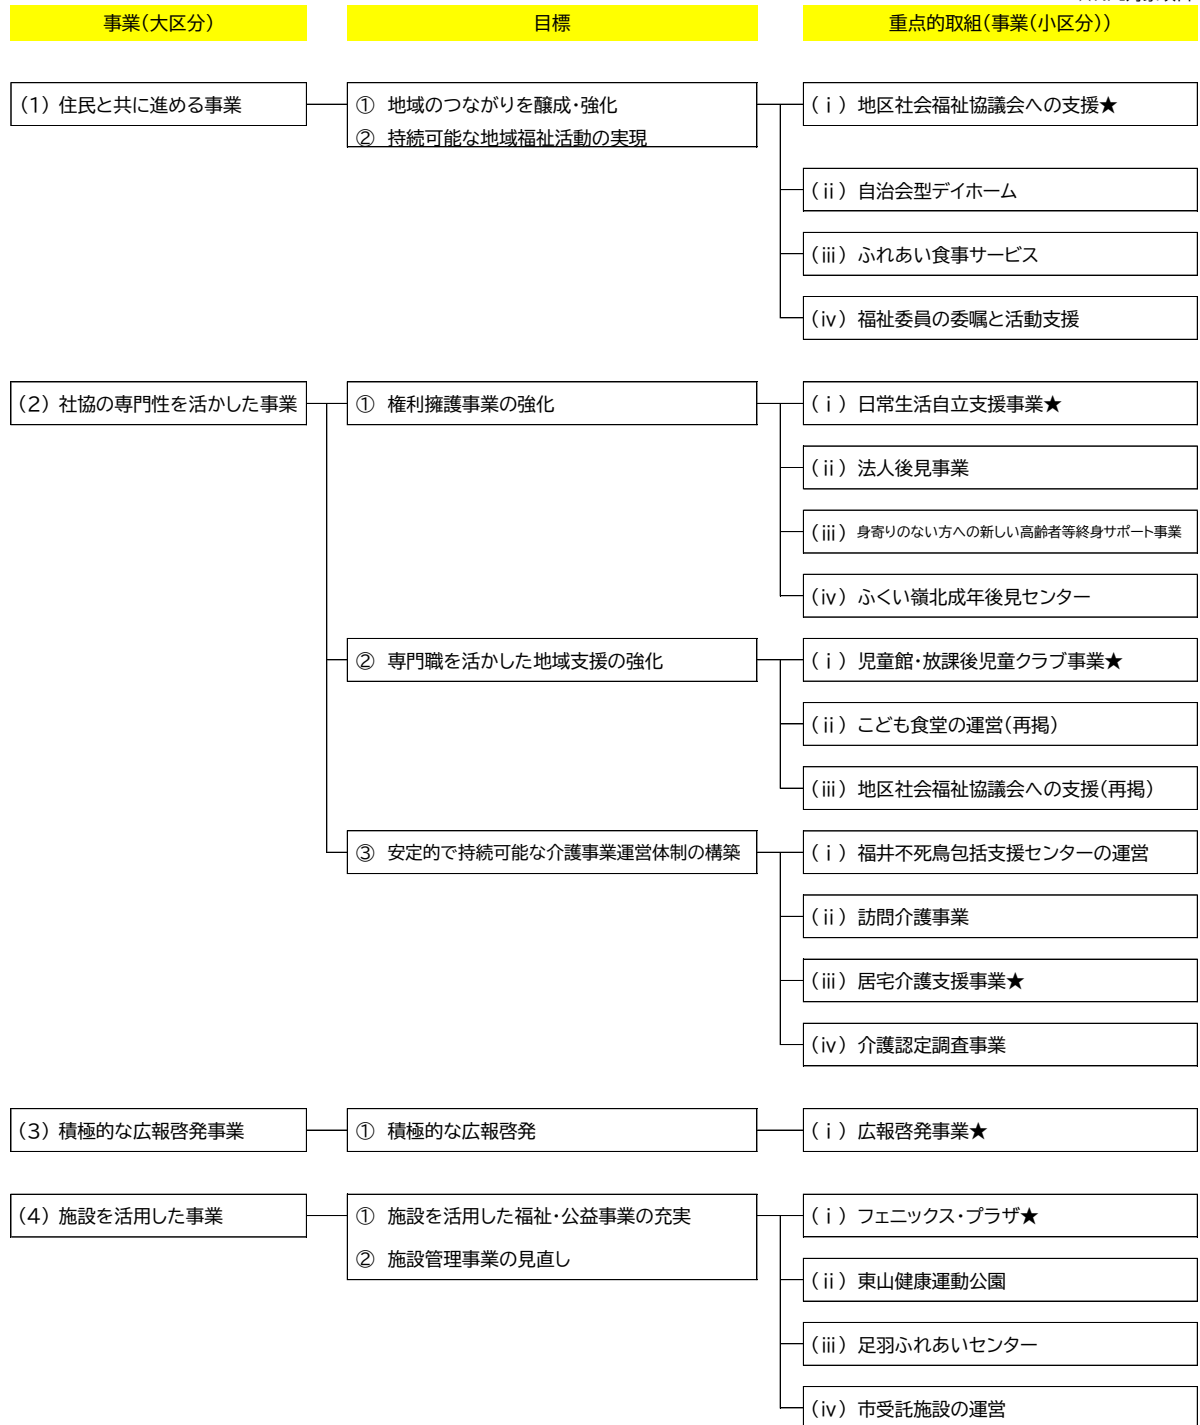 事業(大区分)
目標
重点的取組(事業(小区分))
(1) 住民と共に進める事業
① 地域のつながりを醸成・強化
② 持続可能な地域福祉活動の実現
(ⅰ) 地区社会福祉協議会への支援★
(ⅱ) 自治会型デイホーム
(ⅲ) ふれあい食事サービス
(ⅳ) 福祉委員の委嘱と活動支援
(2) 社協の専門性を活かした事業
① 権利擁護事業の強化
(ⅰ) 日常生活自立支援事業★
(ⅱ) 法人後見事業
(ⅲ) 身寄りのない方への新しい高齢者等終身サポート事業
(ⅳ) ふくい嶺北成年後見センター
② 専門職を活かした地域支援の強化
(ⅰ) 児童館・放課後児童クラブ事業★
(ⅱ) こども食堂の運営(再掲)
(ⅲ) 地区社会福祉協議会への支援(再掲)
③ 安定的で持続可能な介護事業運営体制の構築
(ⅰ) 福井不死鳥包括支援センターの運営
(ⅱ) 訪問介護事業
(ⅲ) 居宅介護支援事業★
(ⅳ) 介護認定調査事業
(3) 積極的な広報啓発事業
① 積極的な広報啓発
(ⅰ) 広報啓発事業★
(4) 施設を活用した事業
① 施設を活用した福祉・公益事業の充実
② 施設管理事業の見直し
(ⅰ) フェニックス・プラザ★
(ⅱ) 東山健康運動公園
(ⅲ) 足羽ふれあいセンター
(ⅳ) 市受託施設の運営